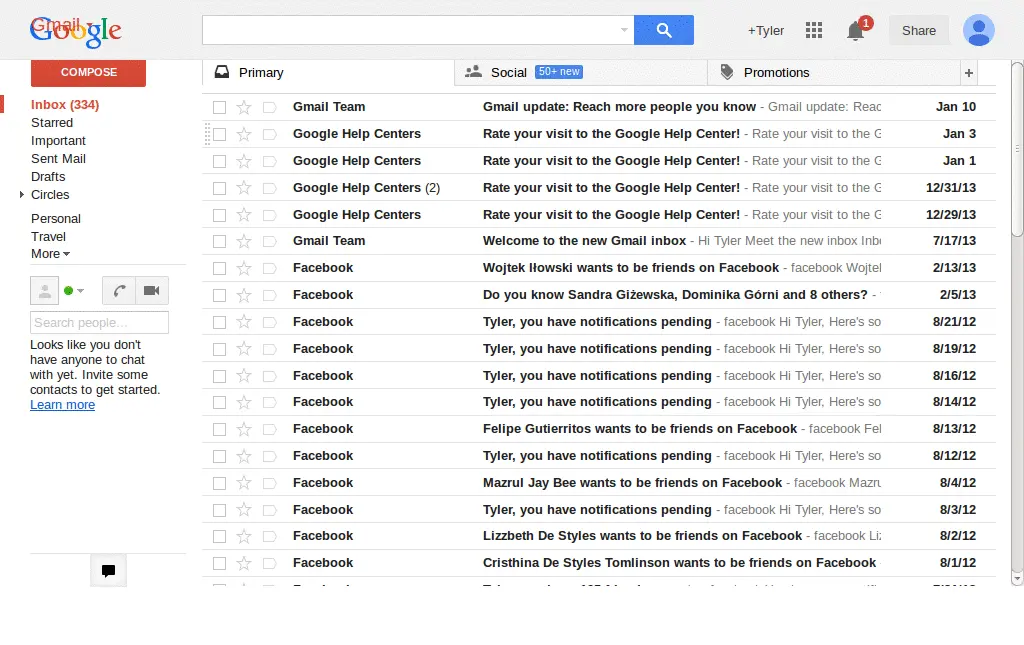 Gmail
Google
+Tyler
1
Share
COMPOSE
Primary
Social 50+ new
Promotions
+
Inbox (334)
Starred
Important
Sent Mail
Drafts
Circles
Personal
Travel
More
Search people...
Looks like you don't
have anyone to chat
with yet. Invite some
contacts to get started.
Learn more
Gmail Team Gmail update: Reach more people you know - Gmail update: Reac Jan 10
Google Help Centers Rate your visit to the Google Help Center! - Rate your visit to the G Jan 3
Google Help Centers Rate your visit to the Google Help Center! - Rate your visit to the G Jan 1
Google Help Centers (2) Rate your visit to the Google Help Center! - Rate your visit to the G 12/31/13
Google Help Centers Rate your visit to the Google Help Center! - Rate your visit to the G 12/29/13
Gmail Team Welcome to the new Gmail inbox - Hi Tyler Meet the new inbox Inb 7/17/13
Facebook Wojtek Iłowski wants to be friends on Facebook - facebook Wojtel 2/13/13
Facebook Do you know Sandra Giżewska, Dominika Górni and 8 others? - 2/5/13
Facebook Tyler, you have notifications pending - facebook Hi Tyler, Here's so 8/21/12
Facebook Tyler, you have notifications pending - facebook Hi Tyler, Here's so 8/19/12
Facebook Tyler, you have notifications pending - facebook Hi Tyler, Here's so 8/16/12
Facebook Tyler, you have notifications pending - facebook Hi Tyler, Here's so 8/14/12
Facebook Felipe Gutierritos wants to be friends on Facebook - facebook Fel 8/13/12
Facebook Tyler, you have notifications pending - facebook Hi Tyler, Here's so 8/12/12
Facebook Mazrul Jay Bee wants to be friends on Facebook - facebook Mazru 8/4/12
Facebook Tyler, you have notifications pending - facebook Hi Tyler, Here's so 8/3/12
Facebook Lizzbeth De Styles wants to be friends on Facebook - facebook Liz 8/2/12
Facebook Cristhina De Styles Tomlinson wants to be friends on Facebook 8/1/12